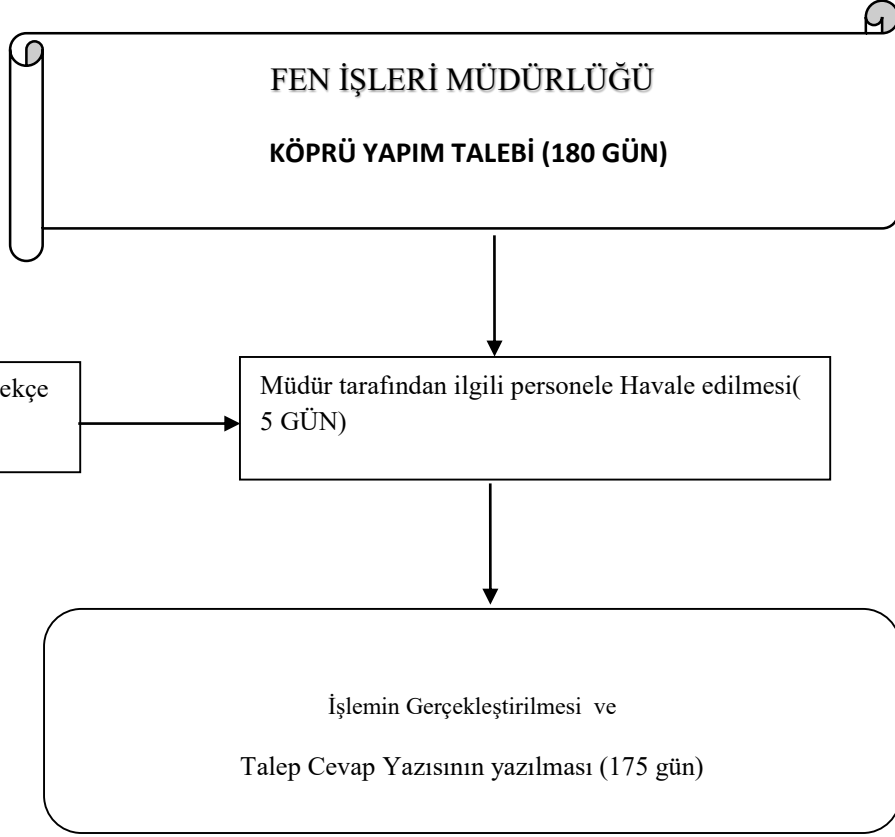 FEN İŞLERİ MÜDÜRLÜĞÜ
KÖPRÜ YAPIM TALEBİ (180 GÜN)
ekçe
Müdür tarafından ilgili personele Havale edilmesi(
5 GÜN)
İşlemin Gerçekleştirilmesi ve
Talep Cevap Yazısının yazılması (175 gün)